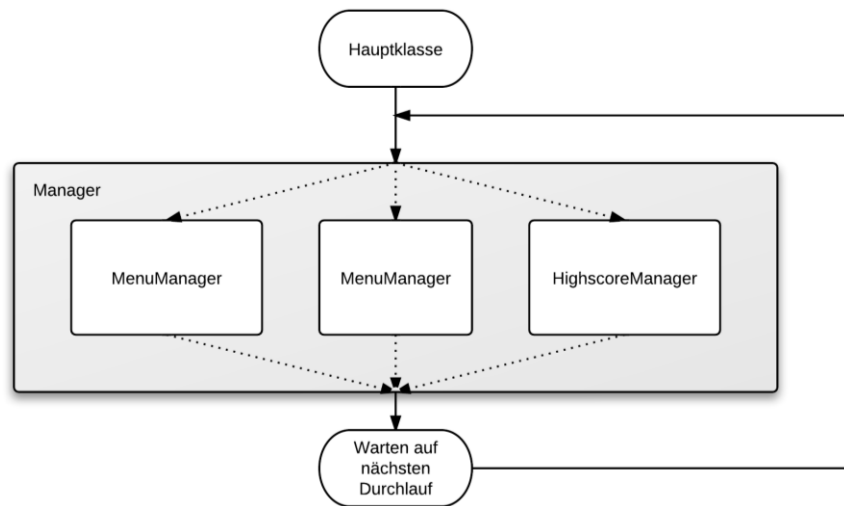 Hauptklasse
Manager
MenuManager
MenuManager
HighscoreManager
Warten auf
nächsten
Durchlauf